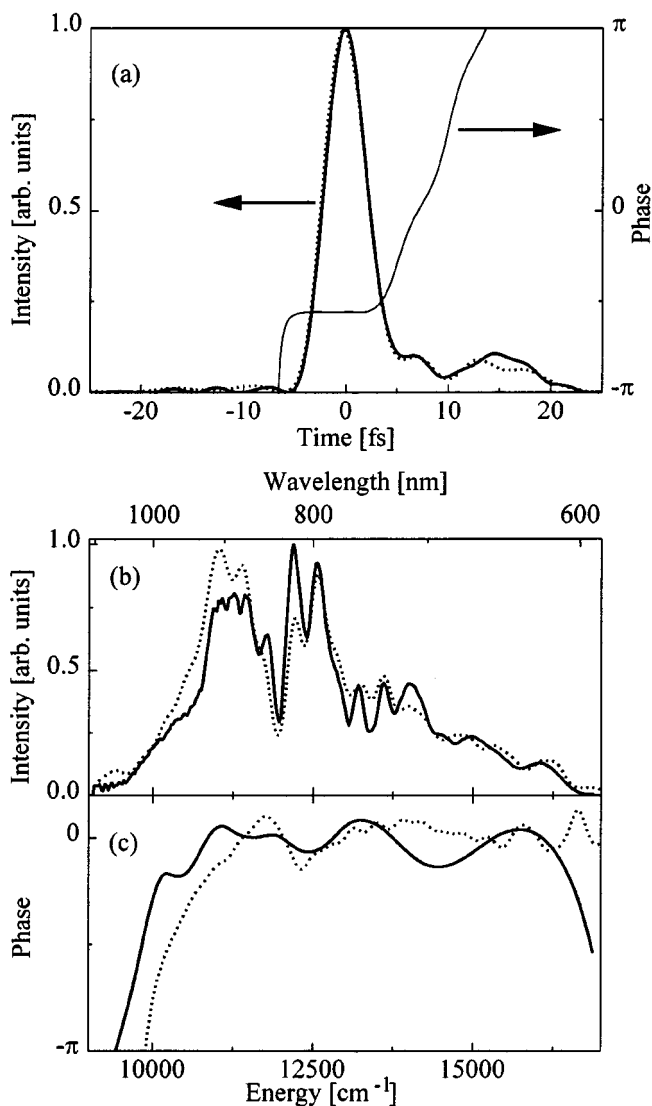 (a)
Intensity [arb. units]
1.0
0.5
0.0
π
0
-π
Phase
-20 -10 0 10 20
Time [fs]
Wavelength [nm]
1000 800 600
(b)
Intensity [arb. units]
1.0
0.5
0.0
(c)
Phase
0
-π
10000 12500 15000
Energy [cm⁻¹]